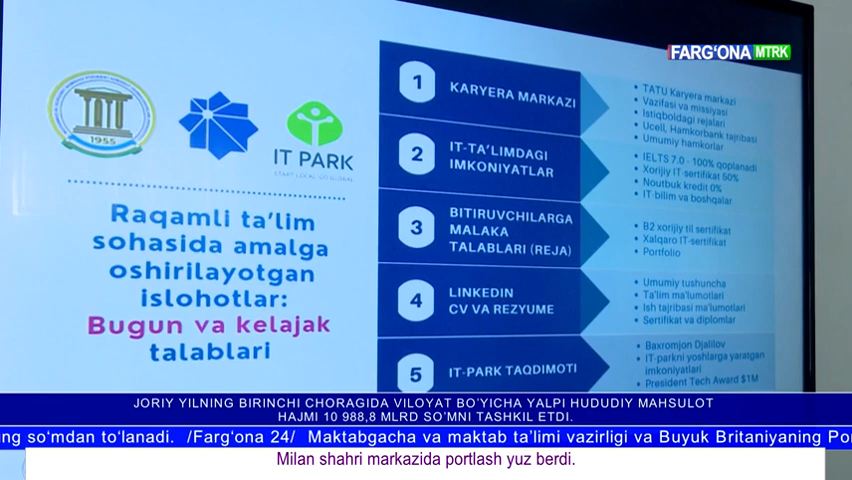 FARG‘ONA MTRK
1955
IT PARK
START LOCAL GO GLOBAL
Raqamli ta’lim
sohasida amalga
oshirilayotgan
islohotlar:
Bugun va kelajak
talablari
1
KARYERA MARKAZI
• TATU Karyera markazi
• Vazifasi va missiyasi
• Istiqboldagi rejalari
• Ucell, Hamkorbank tajribasi
• Umumiy hamkorlar
2
IT-TA’LIMDAGI
IMKONIYATLAR
• IELTS 7.0 - 100% qoplanadi
• Xorijiy IT-sertifikat 50%
• Noutbuk kredit 0%
• IT-bilim va boshqalar
3
BITIRUVCHILARGA
MALAKA
TALABLARI (REJA)
• B2 xorijiy til sertifikat
• Xalqaro IT-sertifikat
• Portfolio
4
LINKEDIN
CV VA REZYUME
• Umumiy tushuncha
• Ta’lim ma’lumotlari
• Ish tajribasi ma’lumotlari
• Sertifikat va diplomlar
5
IT-PARK TAQDIMOTI
• Baxromjon Djalilov
• IT-parkni yoshlarga yaratgan
imkoniyatlari
• President Tech Award $1M
JORIY YILNING BIRINCHI CHORAGIDA VILOYAT BO’YICHA YALPI HUDUDIY MAHSULOT
HAJMI 10 988,8 MLRD SO’MNI TASHKIL ETDI.
ng so‘mdan to‘lanadi. /Farg‘ona 24/ Maktabgacha va maktab ta’limi vazirligi va Buyuk Britaniyaning Po
Milan shahri markazida portlash yuz berdi.